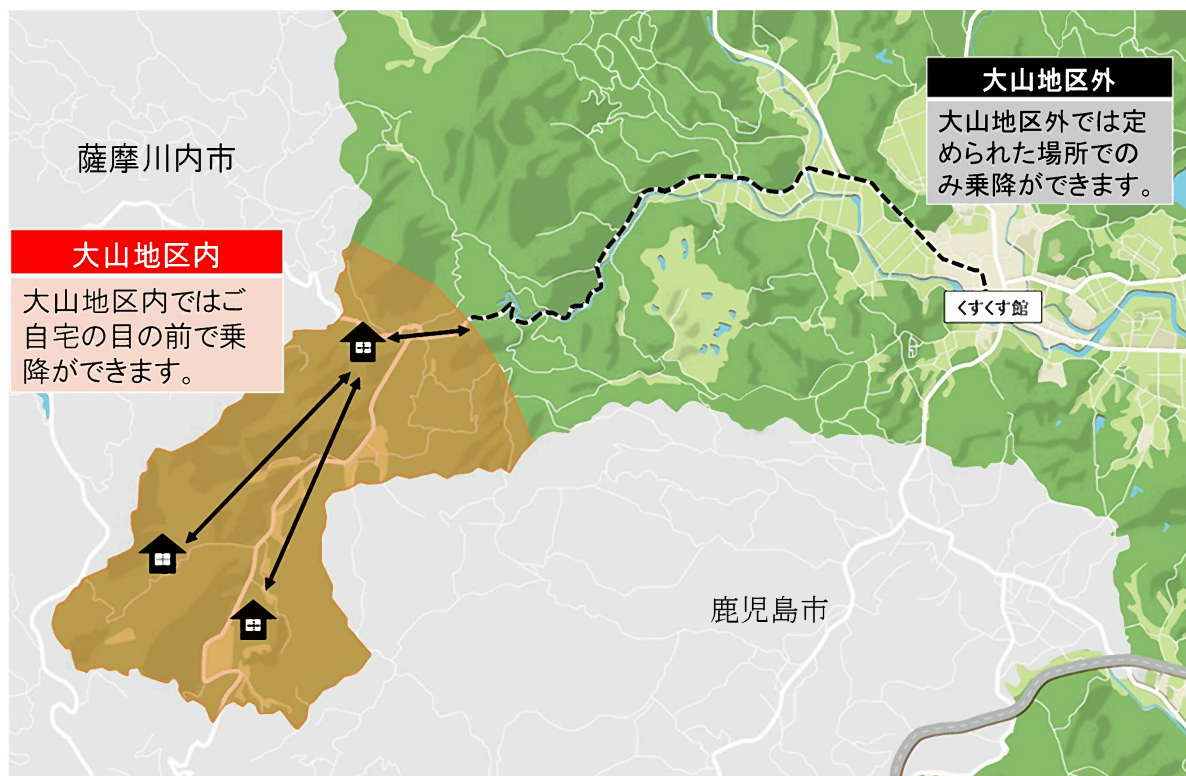 大山地区外
大山地区外では定
められた場所での
み乗降ができます。
薩摩川内市
大山地区内
大山地区内ではご
自宅の目の前で乗
降ができます。
くすくす館
鹿児島市